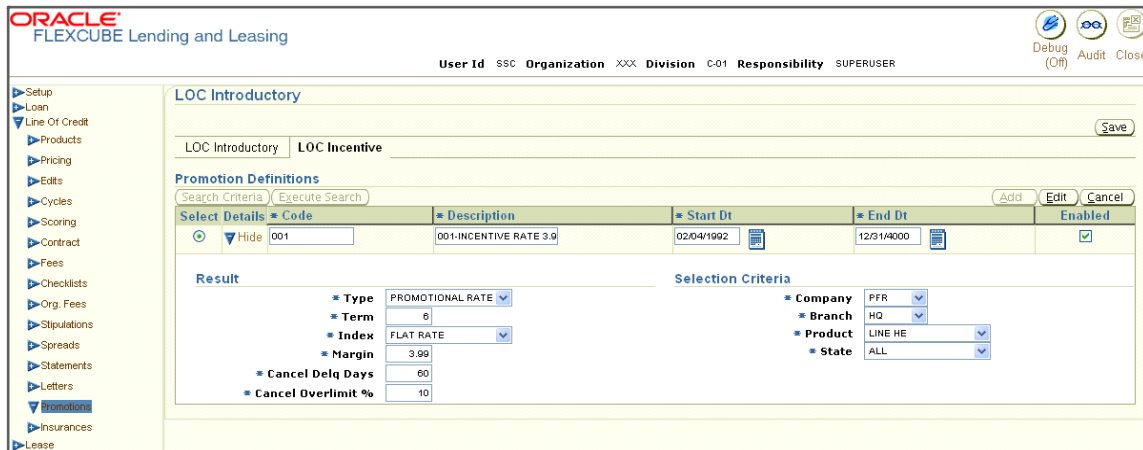 ORACLE
FLEXCUBE Lending and Leasing
Debug (Off)
Audit
Close
User Id SSC Organization XXX Division C-01 Responsibility SUPERUSER
Setup
Loan
Line Of Credit
Products
Pricing
Edits
Cycles
Scoring
Contract
Fees
Checklists
Org. Fees
Stipulations
Spreads
Statements
Letters
Promotions
Insurances
Lease
LOC Introductory
Save
LOC Introductory LOC Incentive
Promotion Definitions
Search Criteria Execute Search Add Edit Cancel
Select Details * Code * Description * Start Dt * End Dt Enabled
Hide 001 001-INCENTIVE RATE 3.9 02/04/1992 12/31/4000
Result
* Type PROMOTIONAL RATE
* Term 6
* Index FLAT RATE
* Margin 3.99
* Cancel Delq Days 60
* Cancel Overlimit % 10
Selection Criteria
* Company PFR
* Branch HQ
* Product LINE HE
* State ALL